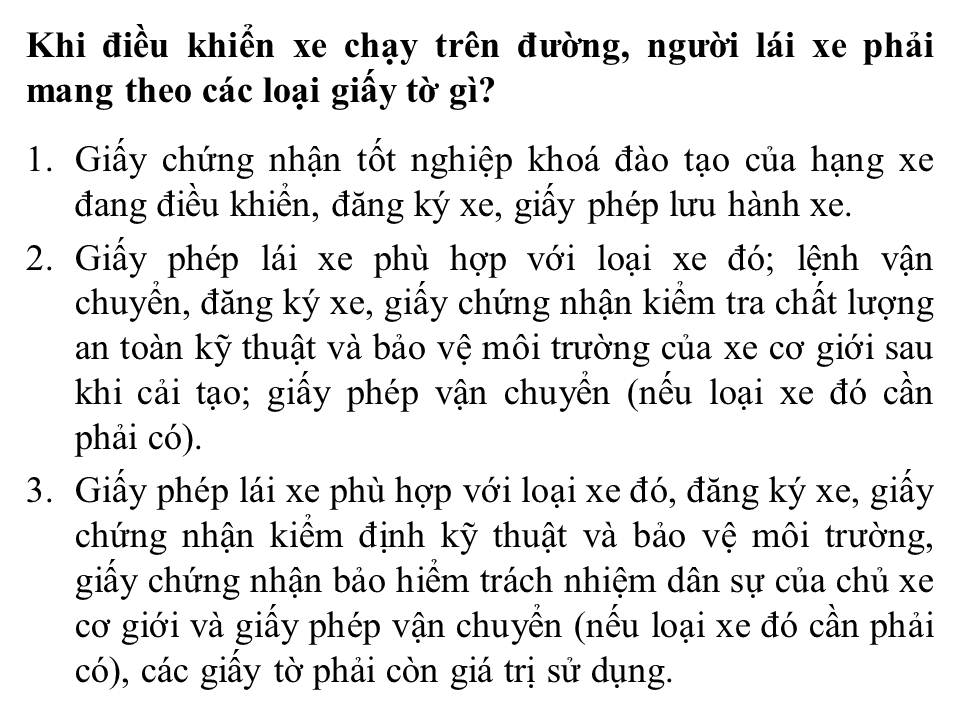 Khi điều khiển xe chạy trên đường, người lái xe phải
mang theo các loại giấy tờ gì?
1. Giấy chứng nhận tốt nghiệp khoá đào tạo của hạng xe
đang điều khiển, đăng ký xe, giấy phép lưu hành xe.
2. Giấy phép lái xe phù hợp với loại xe đó; lệnh vận
chuyển, đăng ký xe, giấy chứng nhận kiểm tra chất lượng
an toàn kỹ thuật và bảo vệ môi trường của xe cơ giới sau
khi cải tạo; giấy phép vận chuyển (nếu loại xe đó cần
phải có).
3. Giấy phép lái xe phù hợp với loại xe đó, đăng ký xe, giấy
chứng nhận kiểm định kỹ thuật và bảo vệ môi trường,
giấy chứng nhận bảo hiểm trách nhiệm dân sự của chủ xe
cơ giới và giấy phép vận chuyển (nếu loại xe đó cần phải
có), các giấy tờ phải còn giá trị sử dụng.